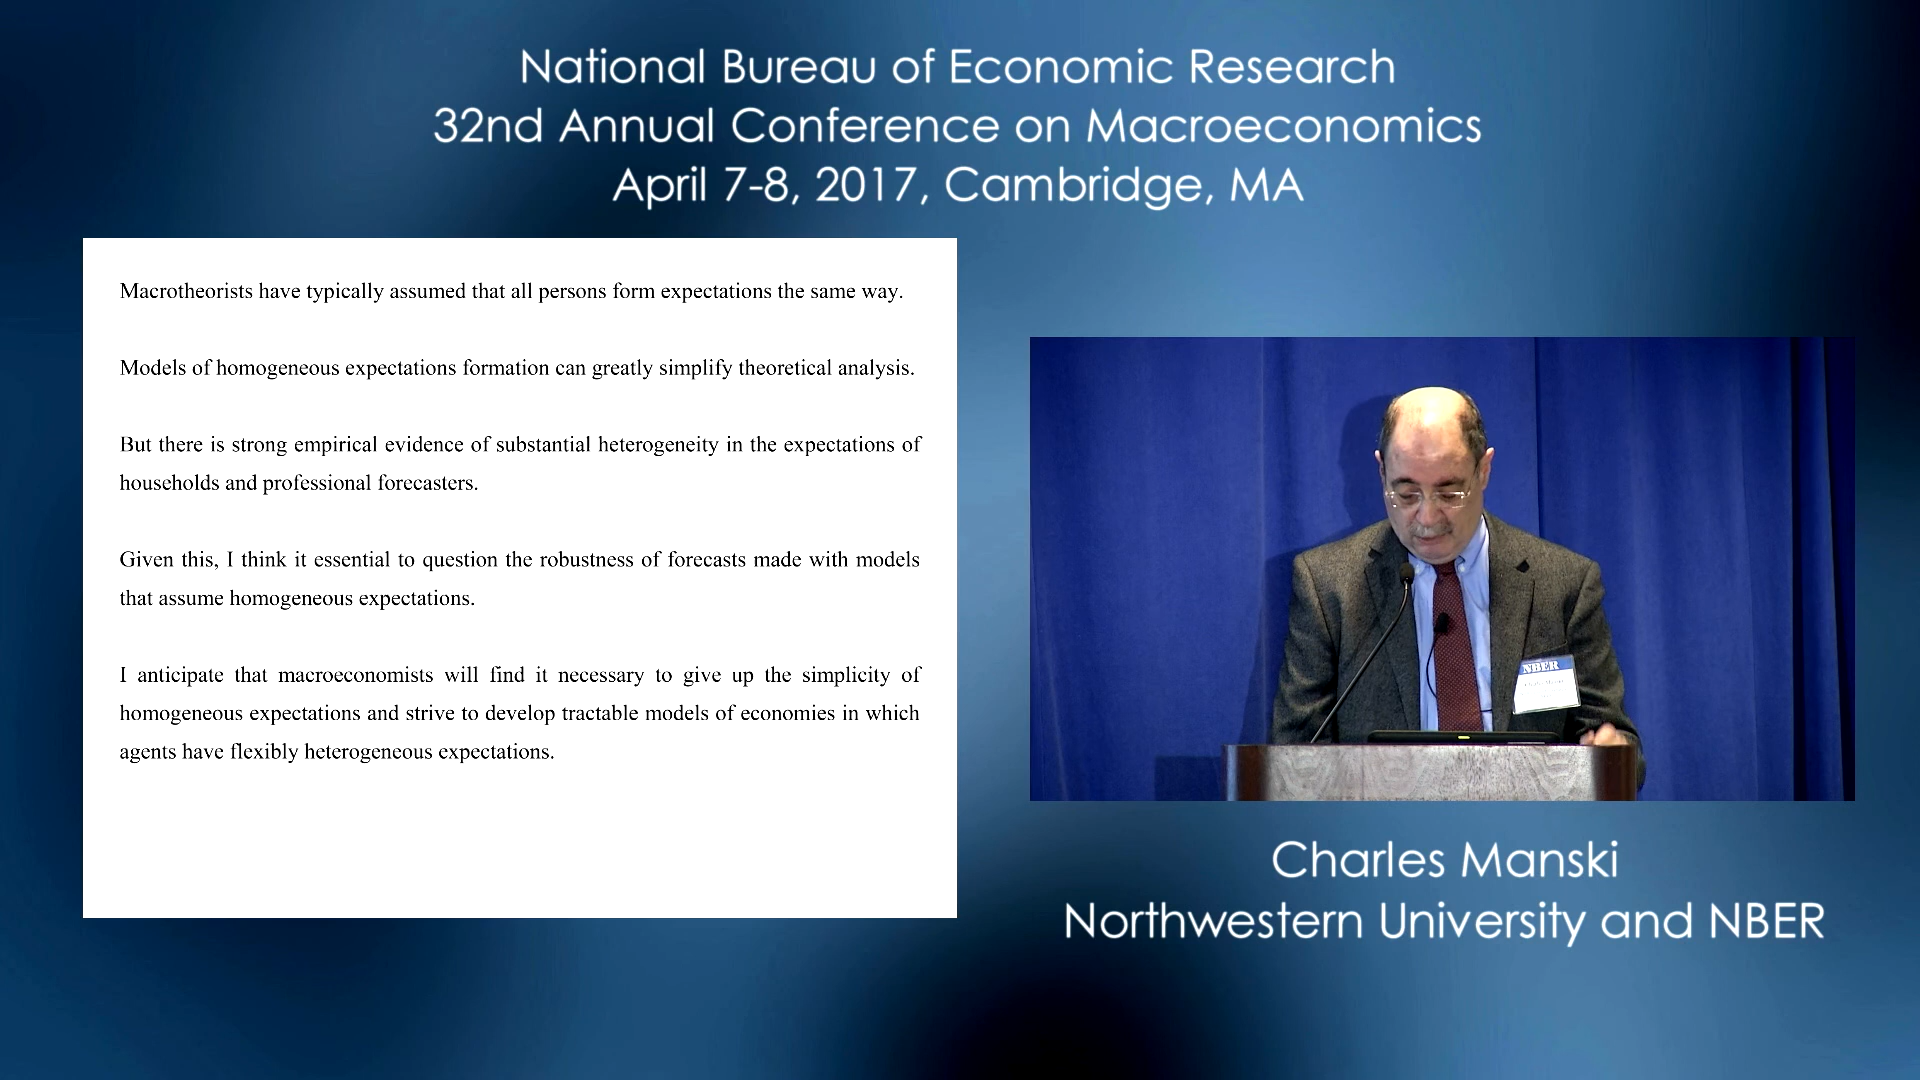 National Bureau of Economic Research
32nd Annual Conference on Macroeconomics
April 7-8, 2017, Cambridge, MA
Macrotheorists have typically assumed that all persons form expectations the same way.
Models of homogeneous expectations formation can greatly simplify theoretical analysis.
But there is strong empirical evidence of substantial heterogeneity in the expectations of
households and professional forecasters.
Given this, I think it essential to question the robustness of forecasts made with models
that assume homogeneous expectations.
I anticipate that macroeconomists will find it necessary to give up the simplicity of
homogeneous expectations and strive to develop tractable models of economies in which
agents have flexibly heterogeneous expectations.
NBER
Charles Manski
Northwestern University and NBER